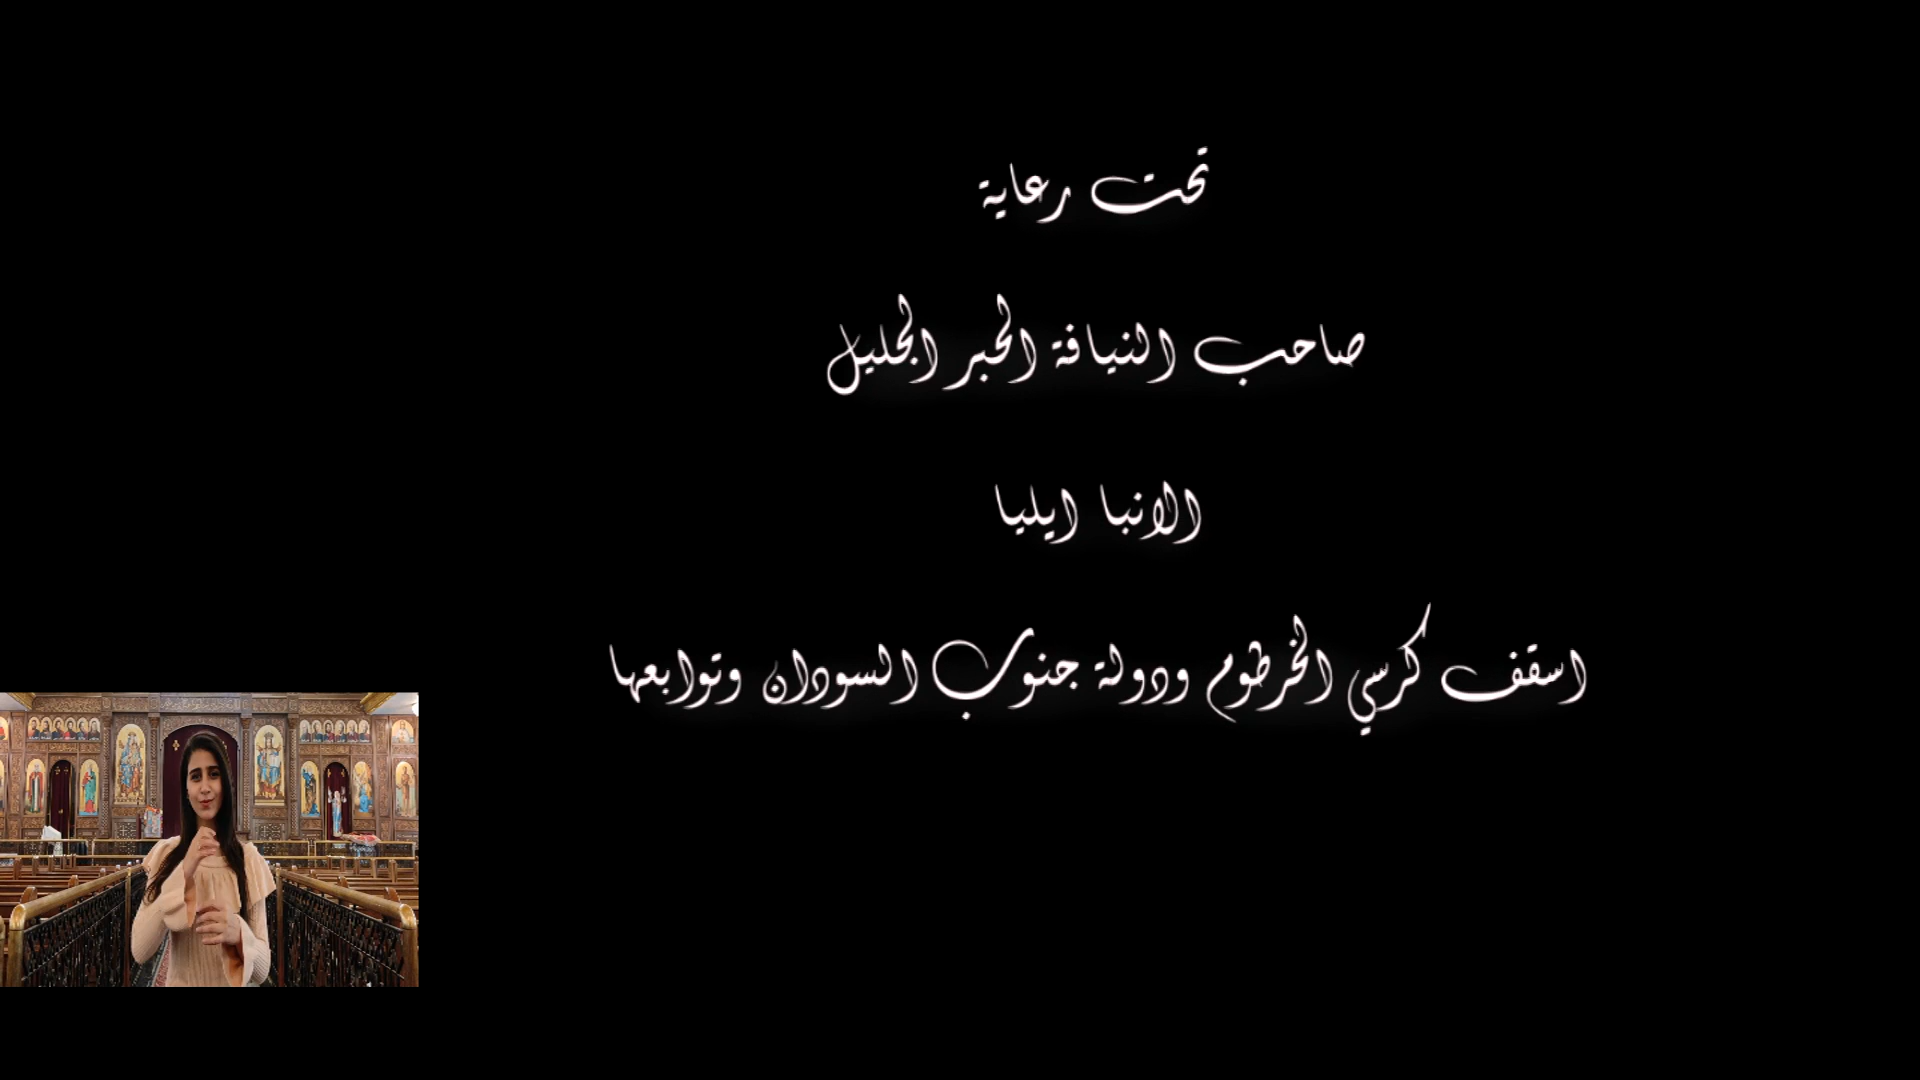 تحت رعاية
صاحب النيافة الحبر الجليل
الانبا ايليا
اسقف كرسي الخرطوم ودولة جنوب السودان وتوابعها